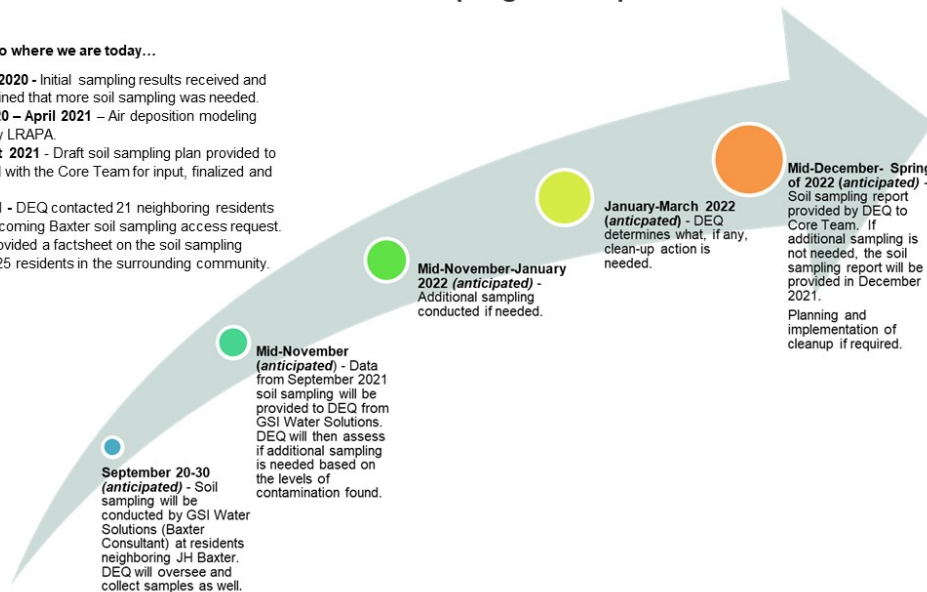 o where we are today…
2020 - Initial sampling results received and
ined that more soil sampling was needed.
20 – April 2021 – Air deposition modeling
y LRAPA.
t 2021 - Draft soil sampling plan provided to
l with the Core Team for input, finalized and
l - DEQ contacted 21 neighboring residents
coming Baxter soil sampling access request.
ovided a factsheet on the soil sampling
25 residents in the surrounding community.
September 20-30
(anticipated) - Soil
sampling will be
conducted by GSI Water
Solutions (Baxter
Consultant) at residents
neighboring JH Baxter.
DEQ will oversee and
collect samples as well.
Mid-November
(anticipated) - Data
from September 2021
soil sampling will be
provided to DEQ from
GSI Water Solutions.
DEQ will then assess
if additional sampling
is needed based on
the levels of
contamination found.
Mid-November-January
2022 (anticipated) -
Additional sampling
conducted if needed.
January-March 2022
(anticpated) - DEQ
determines what, if any,
clean-up action is
needed.
Mid-December- Spring
of 2022 (anticipated) -
Soil sampling report
provided by DEQ to
Core Team. If
additional sampling is
not needed, the soil
sampling report will be
provided in December
2021.
Planning and
implementation of
cleanup if required.